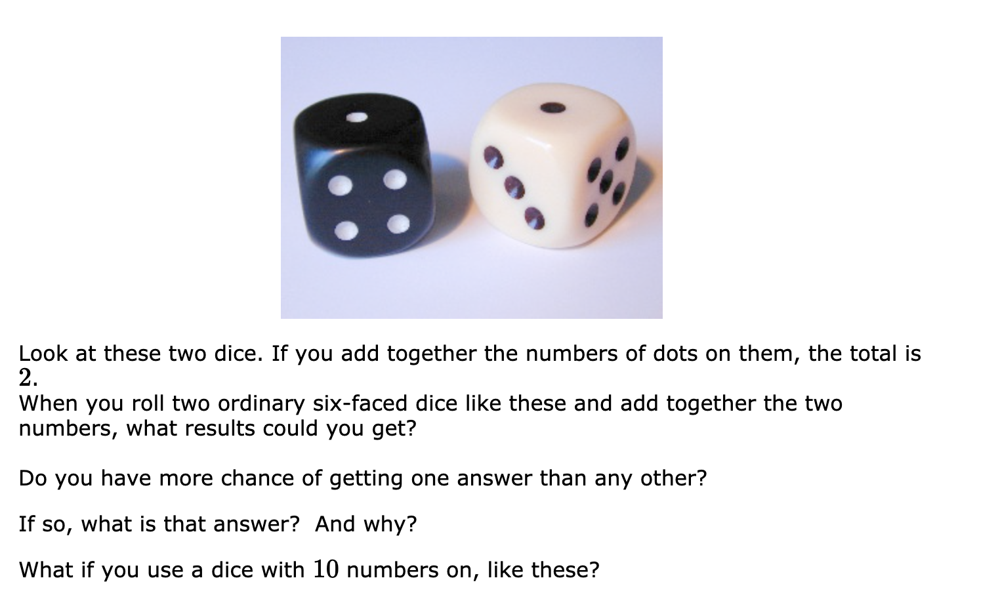 Look at these two dice. If you add together the numbers of dots on them, the total is
2.
When you roll two ordinary six-faced dice like these and add together the two
numbers, what results could you get?
Do you have more chance of getting one answer than any other?
If so, what is that answer?  And why?
What if you use a dice with 10 numbers on, like these?